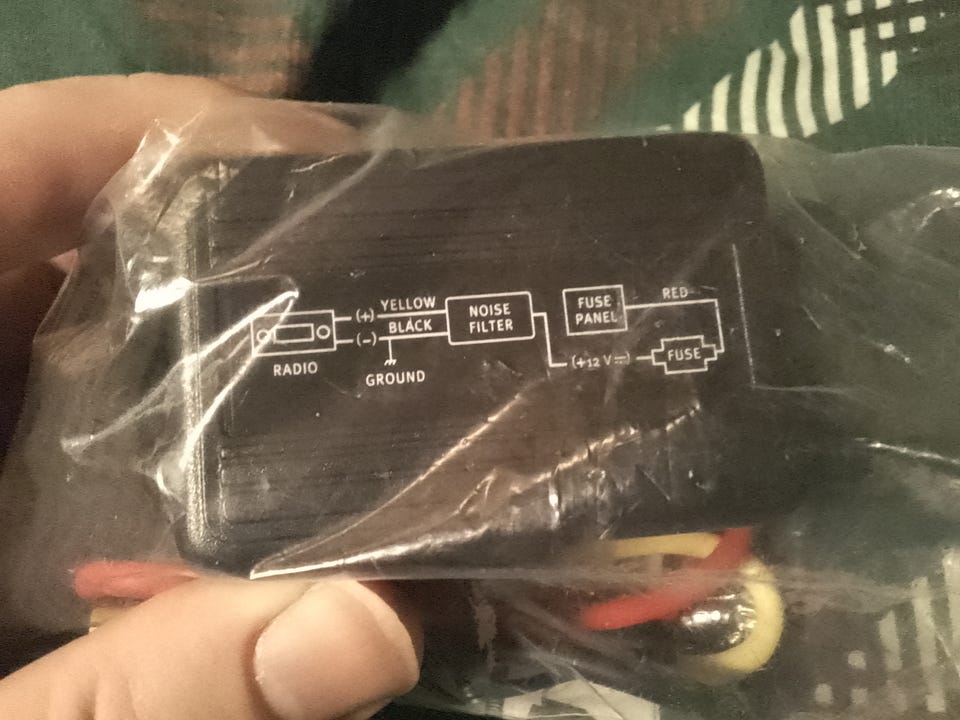 (+) YELLOW
(-) BLACK
RADIO
GROUND
NOISE
FILTER
FUSE
PANEL
RED
(+12 V⎓)
FUSE